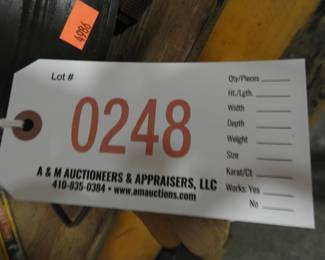 4986
Lot #
0248
A & M AUCTIONEERS & APPRAISERS, LLC
410-835-0384 • www.amauctions.com
Qty/Pieces
Ht./Lgth.
Width
Depth
Weight
Size
Karat/Ct
Works: Yes
No